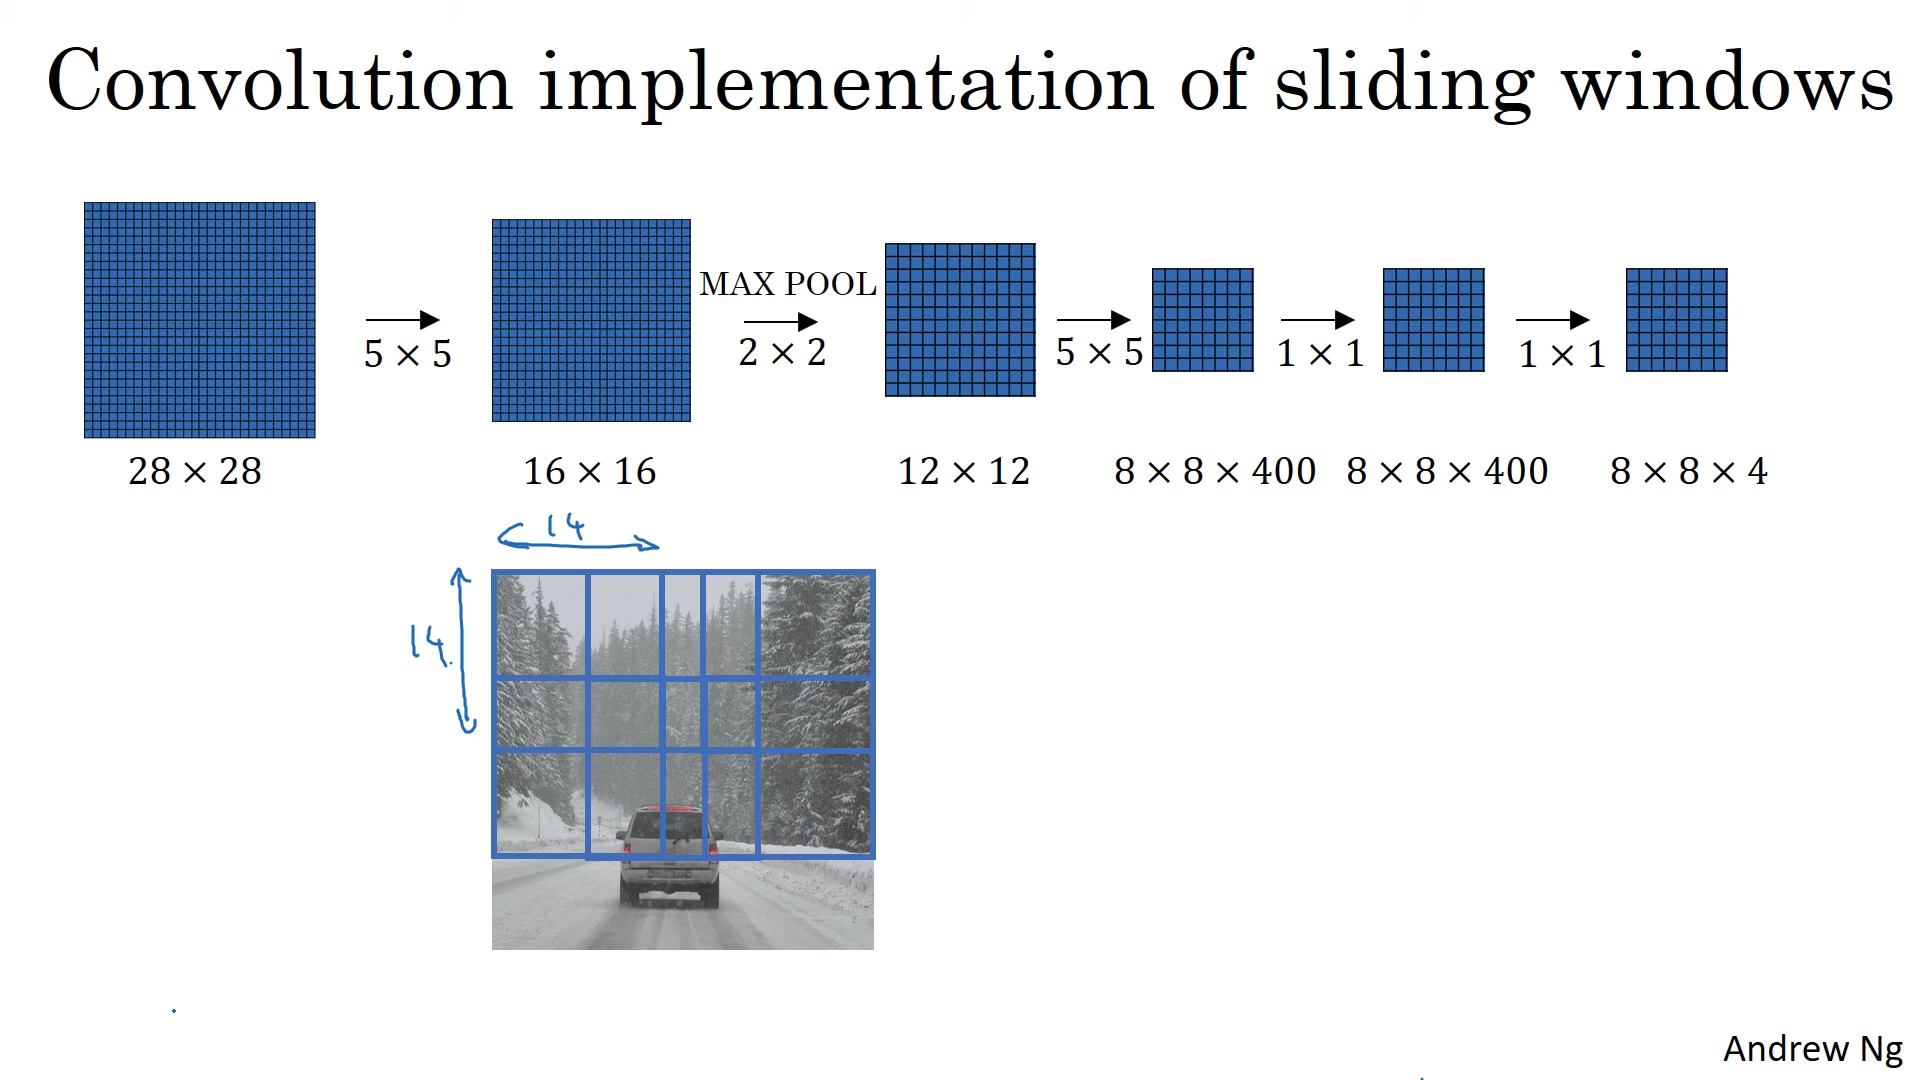 Convolution implementation of sliding windows
MAX POOL
5 × 5
2 × 2
5 × 5
1 × 1
1 × 1
28 × 28
16 × 16
12 × 12
8 × 8 × 400
8 × 8 × 400
8 × 8 × 4
14
14
Andrew Ng